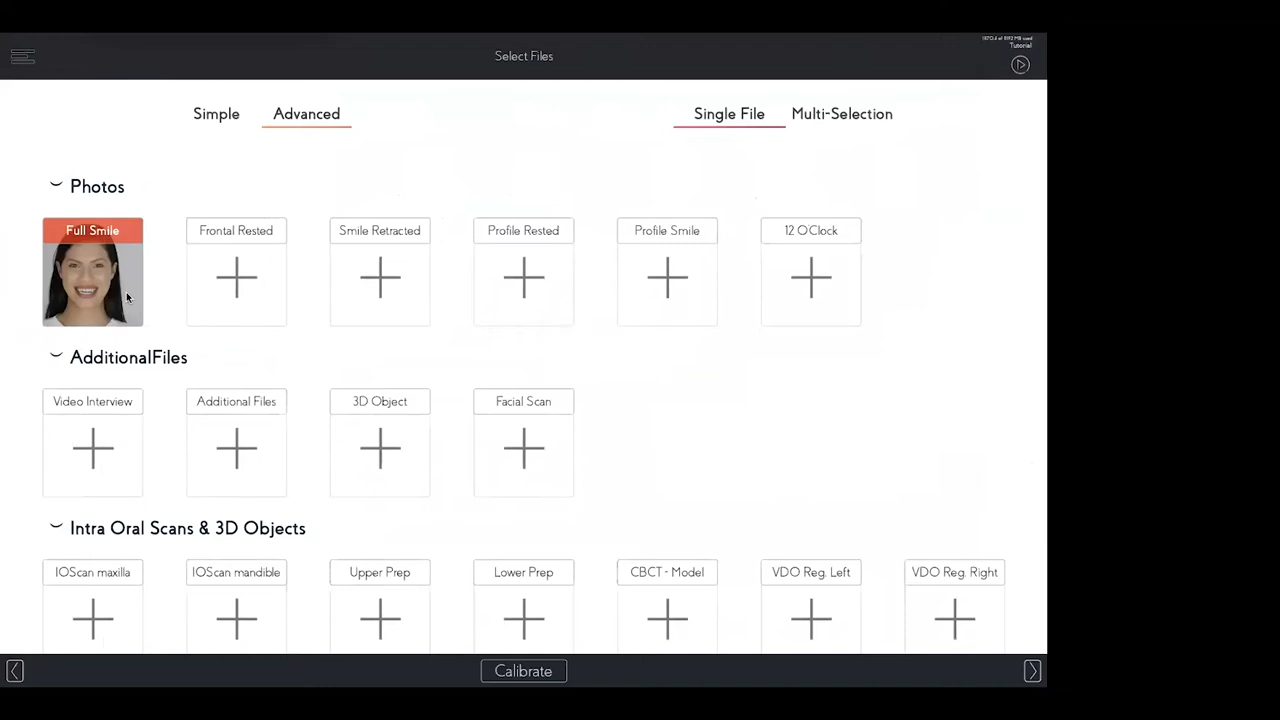 Select Files
Tutorial
Simple Advanced Single File Multi-Selection
Photos
Full Smile Frontal Rested Smile Retracted Profile Rested Profile Smile 12 O'Clock
AdditionalFiles
Video Interview Additional Files 3D Object Facial Scan
Intra Oral Scans & 3D Objects
IOScan maxilla IOScan mandible Upper Prep Lower Prep CBCT - Model VDO Reg. Left VDO Reg. Right
Calibrate